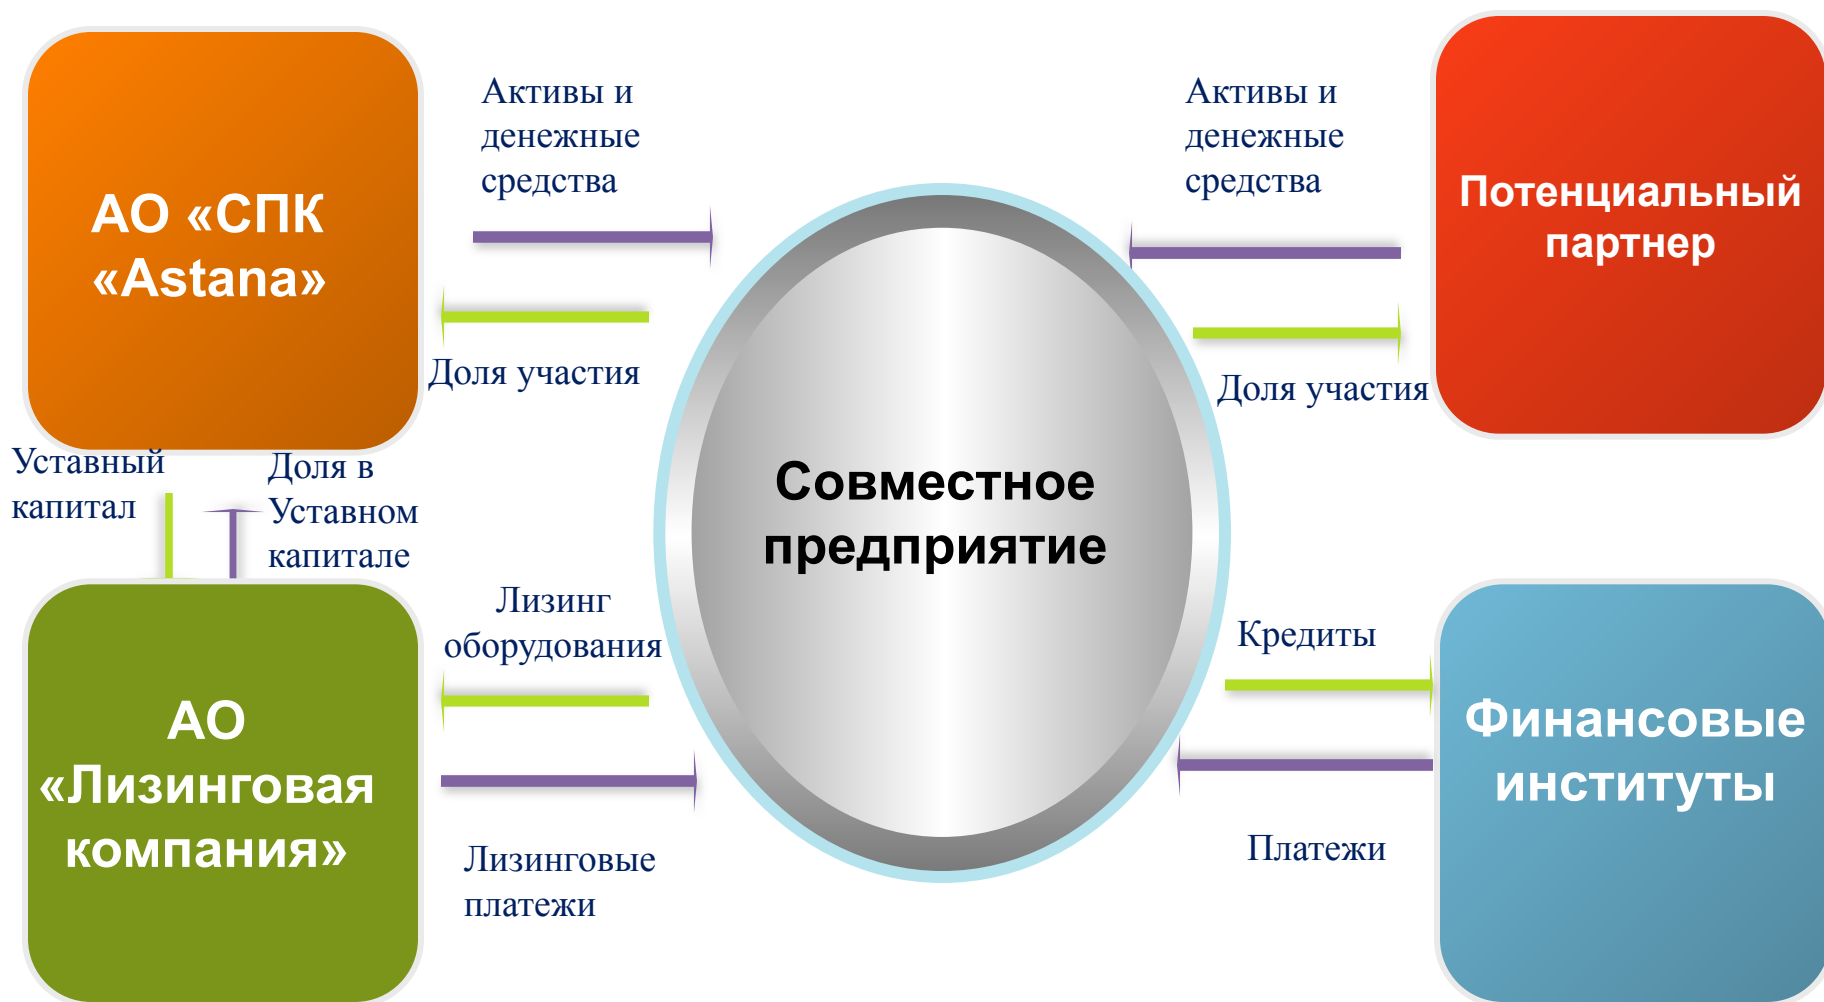 АО «СПК
«Astana»
Активы и
денежные
средства
Доля участия
Активы и
денежные
средства
Доля участия
Потенциальный
партнер
Уставный
капитал
Доля в
Уставном
капитале
Совместное
предприятие
АО
«Лизинговая
компания»
Лизинг
оборудования
Лизинговые
платежи
Кредиты
Платежи
Финансовые
институты